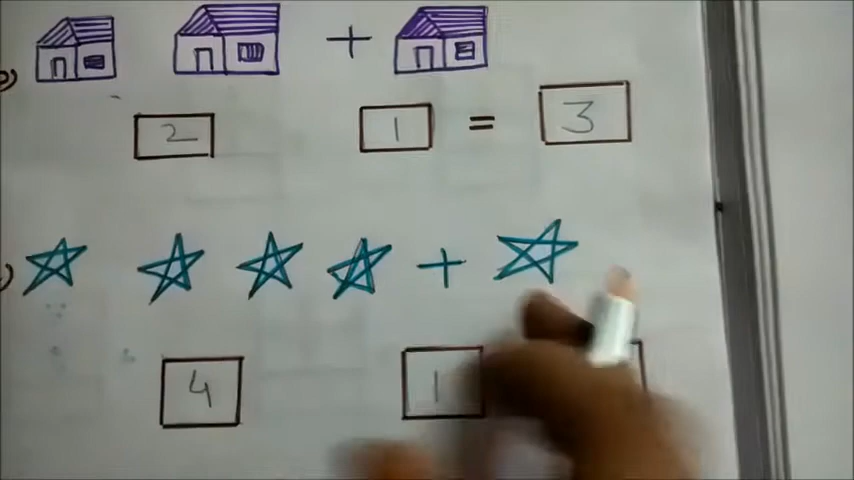 +
2 1 = 3
+
4 1